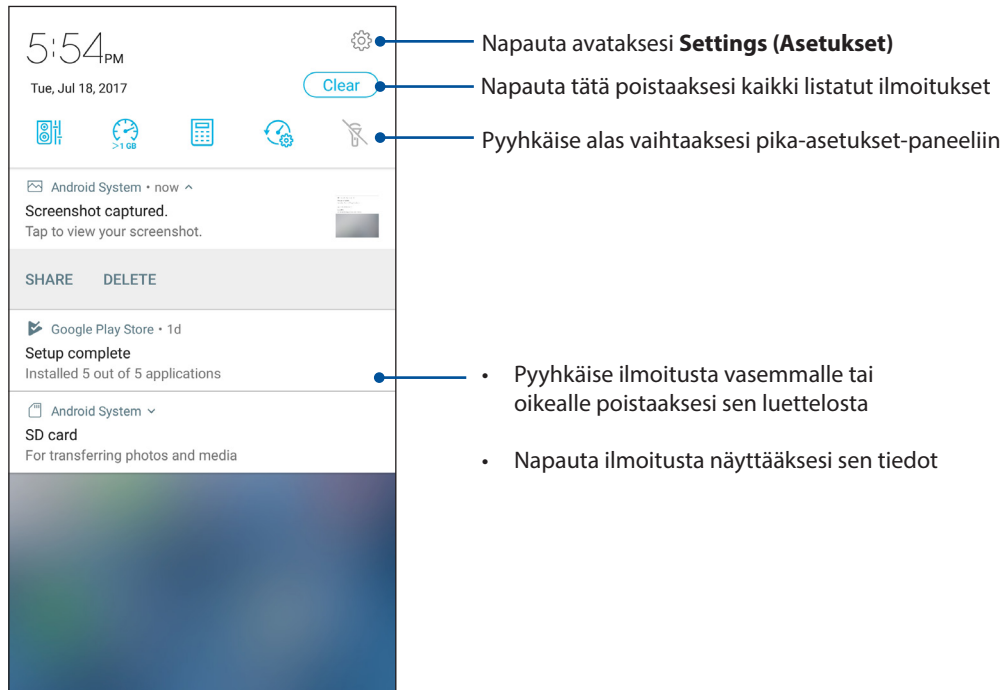 5:54PM
Tue, Jul 18, 2017
Clear
>1 GB
Android System • now
Screenshot captured.
Tap to view your screenshot.
SHARE DELETE
Google Play Store • 1d
Setup complete
Installed 5 out of 5 applications
Android System
SD card
For transferring photos and media
Napauta avataksesi Settings (Asetukset)
Napauta tätä poistaaksesi kaikki listatut ilmoitukset
Pyyhkäise alas vaihtaaksesi pika-asetukset-paneeliin
• Pyyhkäise ilmoitusta vasemmalle tai
oikealle poistaaksesi sen luettelosta
• Napauta ilmoitusta näyttääksesi sen tiedot